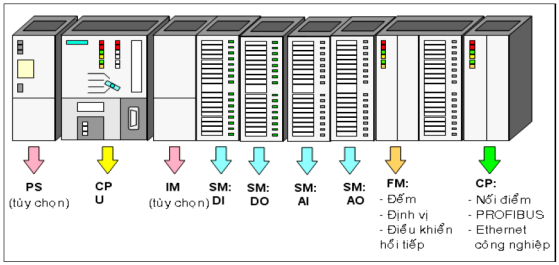 PS
(tùy chọn)
CP
U
IM
(tùy chọn)
SM:
DI
SM:
DO
SM:
AI
SM:
AO
FM:
- Đếm
- Định vị
- Điều khiển
hồi tiếp
CP:
- Nối điểm
- PROFIBUS
- Ethernet
công nghiệp